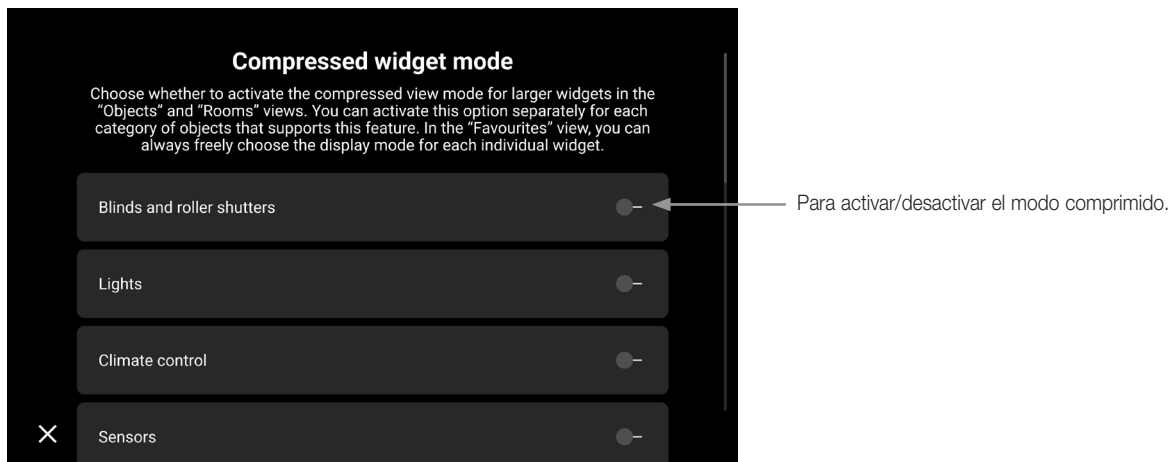 Compressed widget mode
Choose whether to activate the compressed view mode for larger widgets in the
“Objects” and “Rooms” views. You can activate this option separately for each
category of objects that supports this feature. In the “Favourites” view, you can
always freely choose the display mode for each individual widget.
Blinds and roller shutters
Para activar/desactivar el modo comprimido.
Lights
Climate control
Sensors